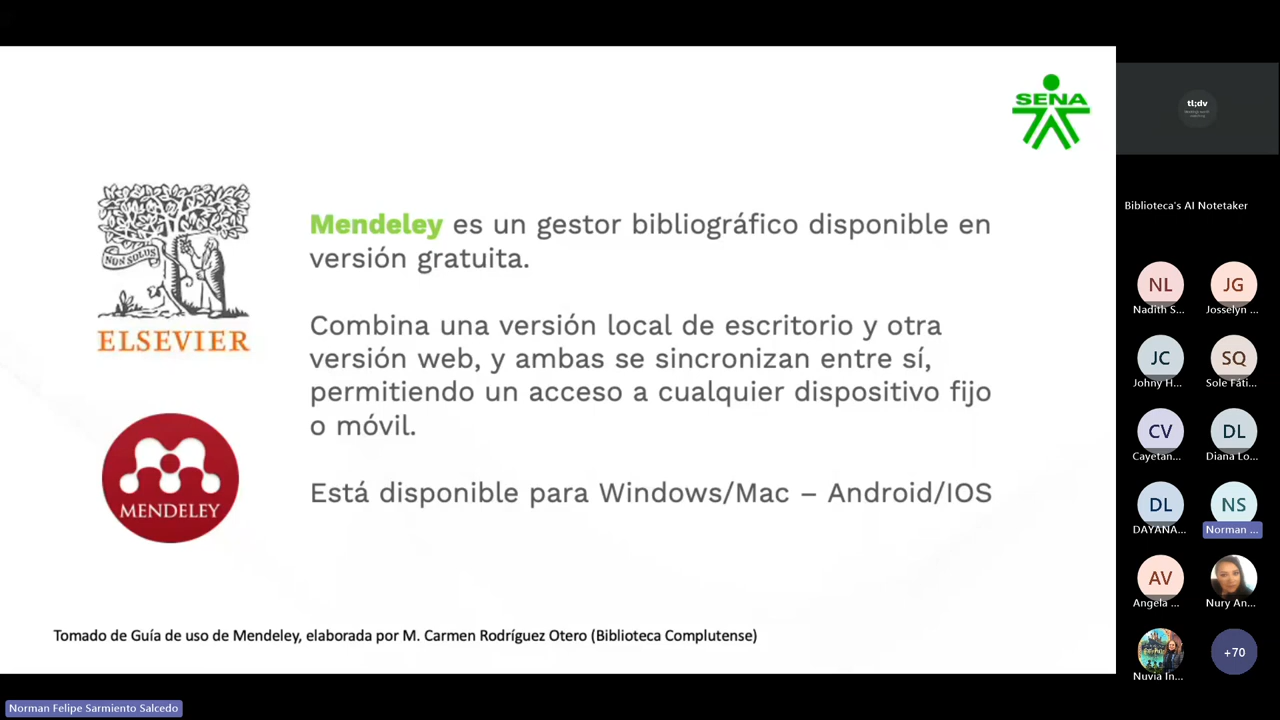 SENA
NON SOLUS
ELSEVIER
MENDELEY
Mendeley es un gestor bibliográfico disponible en
versión gratuita.
Combina una versión local de escritorio y otra
versión web, y ambas se sincronizan entre sí,
permitiendo un acceso a cualquier dispositivo fijo
o móvil.
Está disponible para Windows/Mac – Android/IOS
Tomado de Guía de uso de Mendeley, elaborada por M. Carmen Rodríguez Otero (Biblioteca Complutense)
Norman Felipe Sarmiento Salcedo
tl;dv
Biblioteca's AI Notetaker
NL
Nadith S...
JG
Josselyn ...
JC
Johny H...
SQ
Sole Fáti...
CV
Cayetan...
DL
Diana Lo...
DL
DAYANA...
NS
Norman ...
AV
Angela ...
Nury An...
Nuvia In...
+70